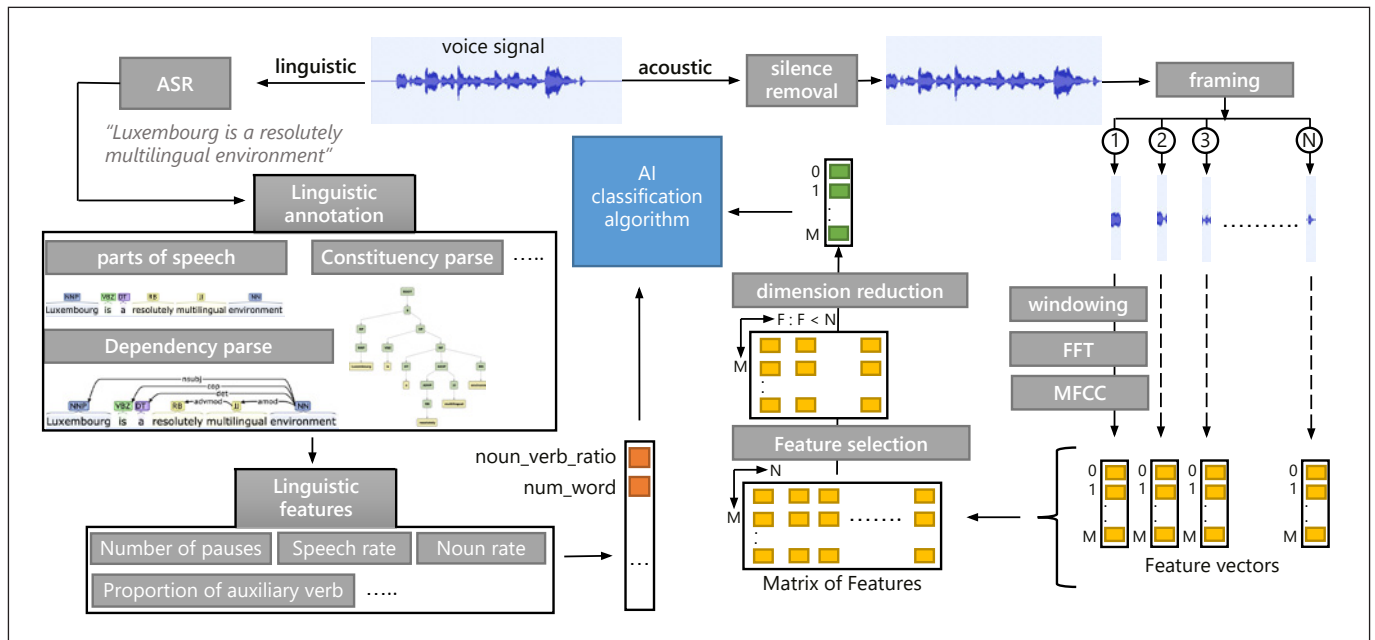 voice signal
linguistic
acoustic
ASR
silence
removal
framing
"Luxembourg is a resolutely
multilingual environment"
1 2 3 N
AI
classification
algorithm
0
1
.
.
M
Linguistic
annotation
parts of speech
Constituency parse
.....
NNP VBZ DT RB JJ NN
Luxembourg is a resolutely multilingual environment
Dependency parse
nsubj
cop
det
advmod
amod
NNP VBZ DT RB JJ NN
Luxembourg is a resolutely multilingual environment
..........
dimension reduction
F : F < N
M
.
.
windowing
FFT
MFCC
Feature selection
N
M
.
.
.......
Matrix of Features
noun_verb_ratio
num_word
...
Linguistic
features
Number of pauses
Speech rate
Noun rate
Proportion of auxiliary verb
.....
0 0 0 0
1 1 1 1
. . . .
. . . .
M M M M
Feature vectors